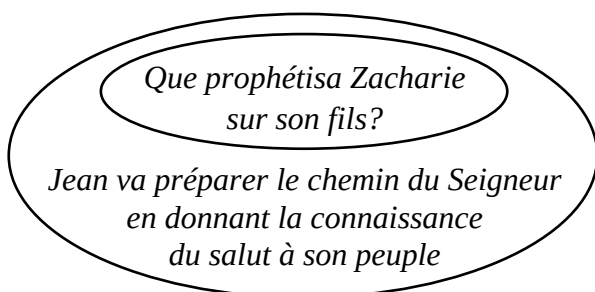 Que prophétisa Zacharie
sur son fils?
Jean va préparer le chemin du Seigneur
en donnant la connaissance
du salut à son peuple